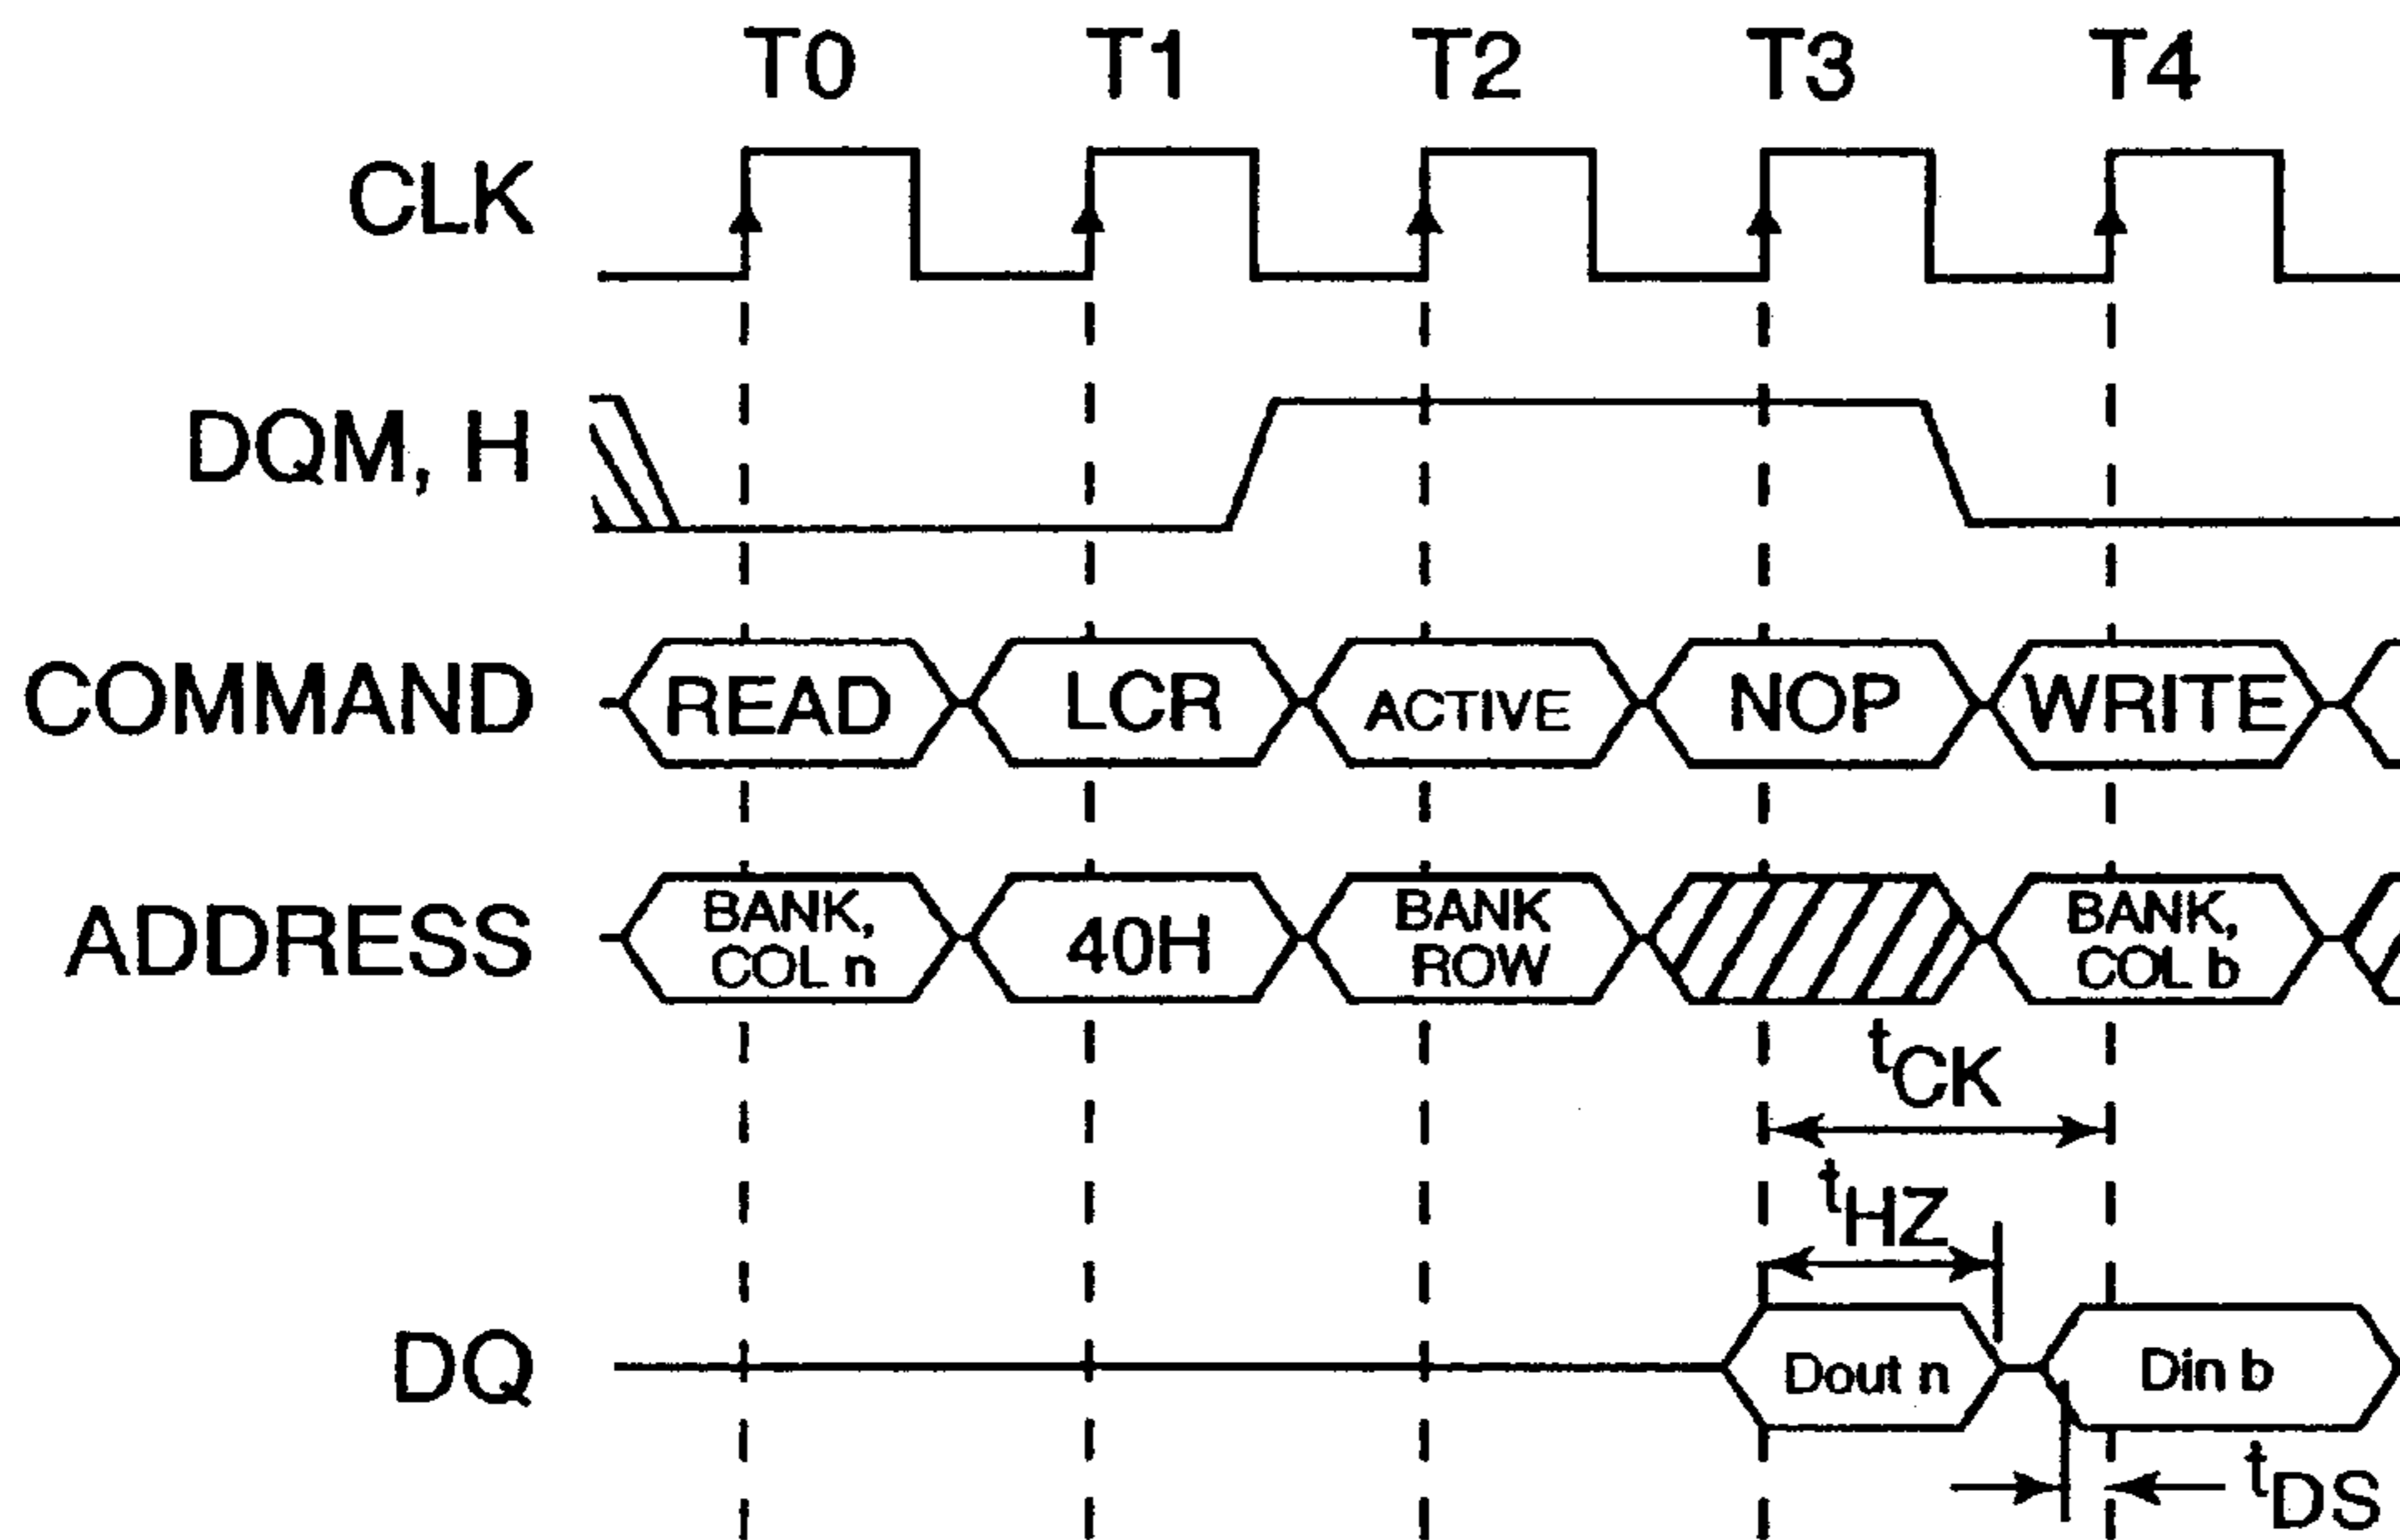 T0 T1 T2 T3 T4
CLK
DQM, H
COMMAND READ LCR ACTIVE NOP WRITE
ADDRESS BANK, COL n 40H BANK ROW BANK, COL b
tCK
tHZ
DQ Dout n Din b
tDS